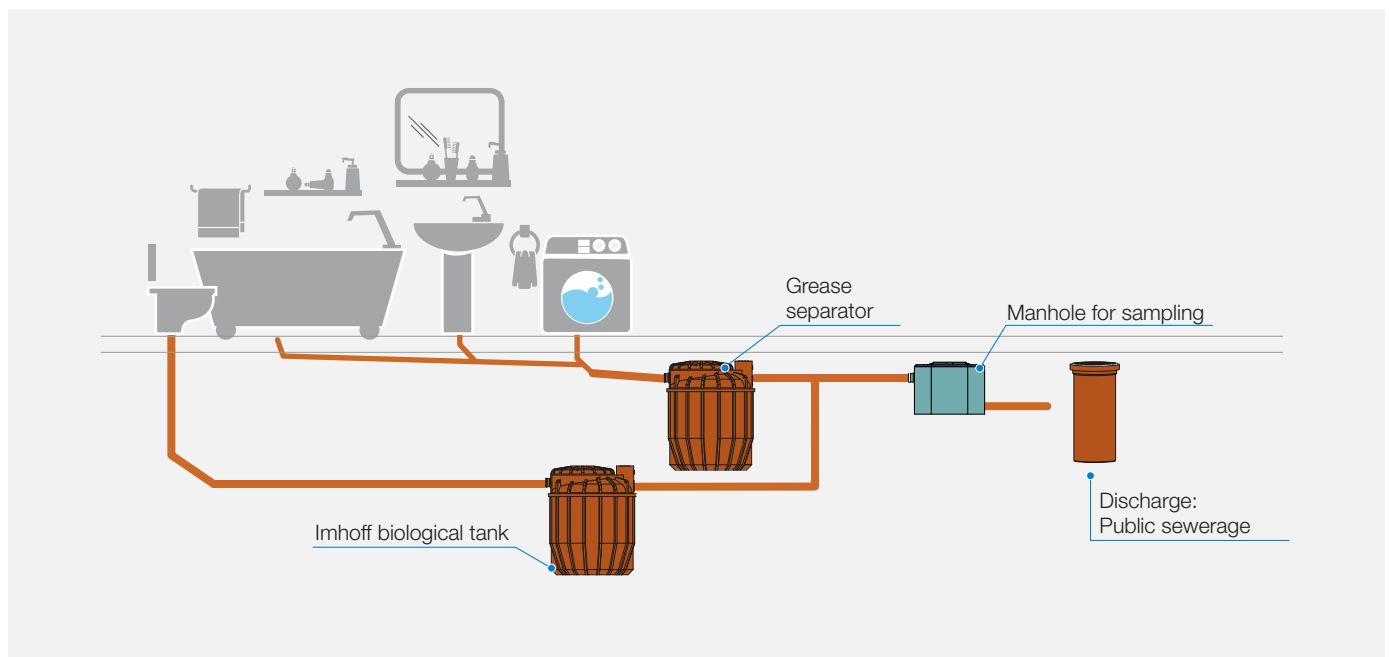 Grease
separator
Manhole for sampling
Imhoff biological tank
Discharge:
Public sewerage